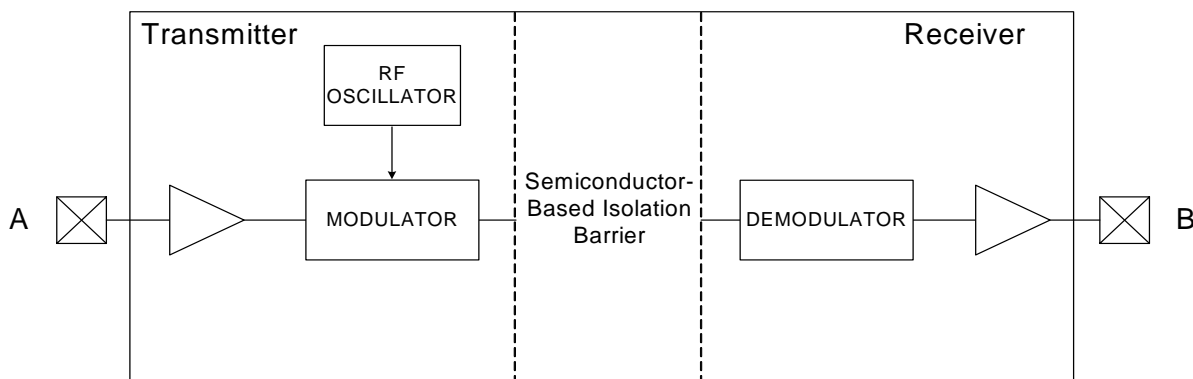 Transmitter
Receiver
RF
OSCILLATOR
A
MODULATOR
Semiconductor-
Based Isolation
Barrier
DEMODULATOR
B